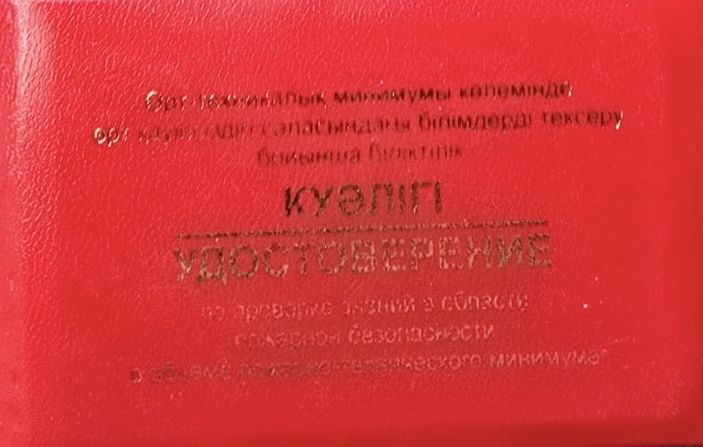 Өрт-техникалық минимумы көлемінде
өрт қауіпсіздігі саласындағы білімдерді тексеру
бойынша біліктілік
КУӘЛІГІ
УДОСТОВЕРЕНИЕ
по проверке знаний в области
пожарной безопасности
в объеме пожарно-технического минимума